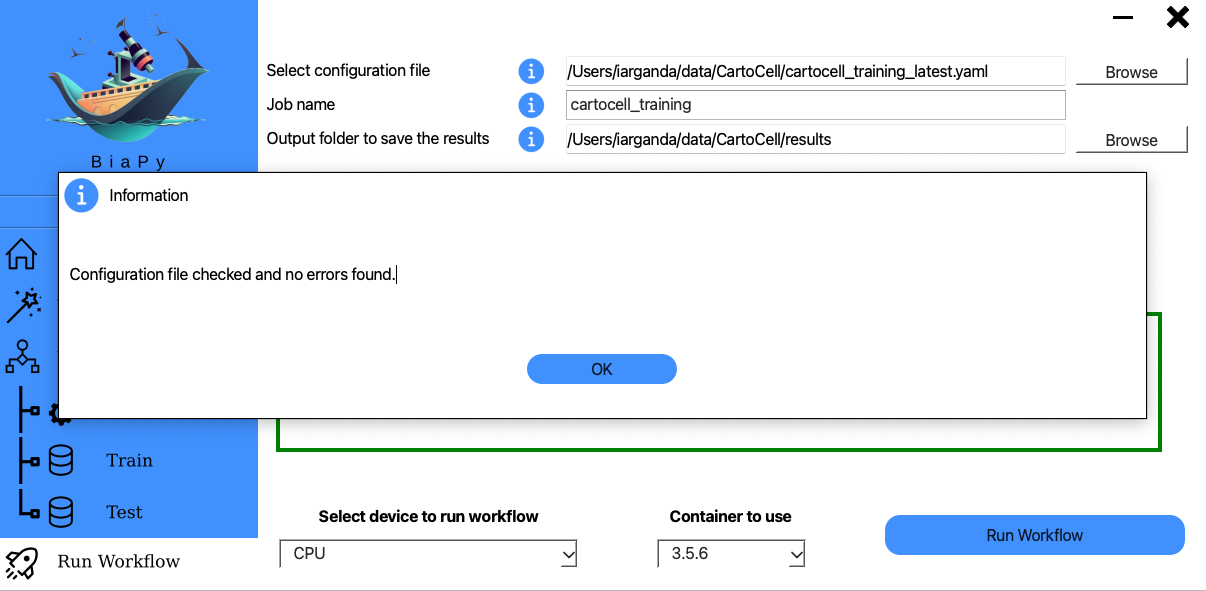 Select configuration file
/Users/iarganda/data/CartoCell/cartocell_training_latest.yaml
Browse
Job name
cartocell_training
Output folder to save the results
/Users/iarganda/data/CartoCell/results
Browse
BiaPy
Information
Configuration file checked and no errors found.
OK
Train
Test
Run Workflow
Select device to run workflow
CPU
Container to use
3.5.6
Run Workflow